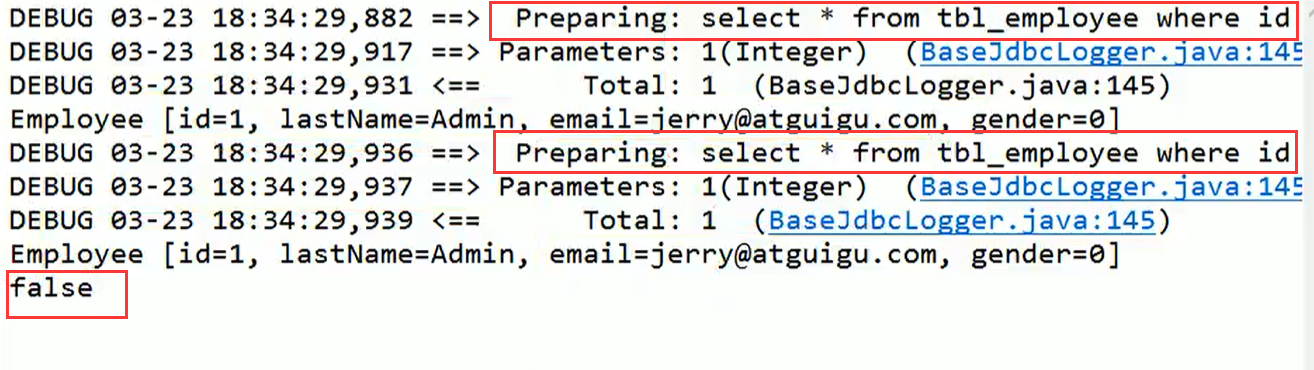 DEBUG 03-23 18:34:29,882 ==>  Preparing: select * from tbl_employee where id
DEBUG 03-23 18:34:29,917 ==> Parameters: 1(Integer)  (BaseJdbcLogger.java:145
DEBUG 03-23 18:34:29,931 <==      Total: 1  (BaseJdbcLogger.java:145)
Employee [id=1, lastName=Admin, email=jerry@atguigu.com, gender=0]
DEBUG 03-23 18:34:29,936 ==>  Preparing: select * from tbl_employee where id
DEBUG 03-23 18:34:29,937 ==> Parameters: 1(Integer)  (BaseJdbcLogger.java:145
DEBUG 03-23 18:34:29,939 <==      Total: 1  (BaseJdbcLogger.java:145)
Employee [id=1, lastName=Admin, email=jerry@atguigu.com, gender=0]
false